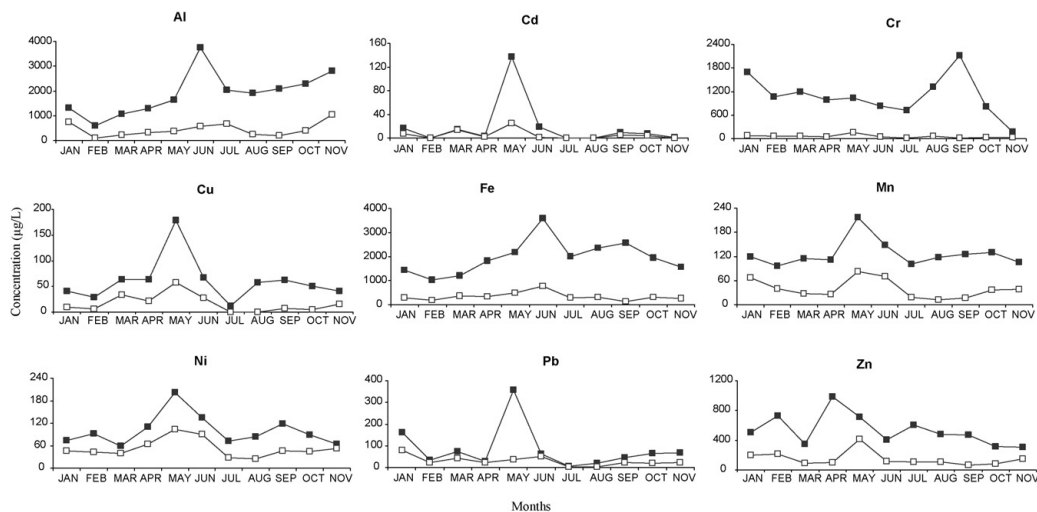 Al
4000
3000
2000
1000
0
JAN FEB MAR APR MAY JUN JUL AUG SEP OCT NOV
Cd
160
120
80
40
0
JAN FEB MAR APR MAY JUN JUL AUG SEP OCT NOV
Cr
2400
1800
1200
600
0
JAN FEB MAR APR MAY JUN JUL AUG SEP OCT NOV
Concentration (µg/L)
Cu
200
150
100
50
0
JAN FEB MAR APR MAY JUN JUL AUG SEP OCT NOV
Fe
4000
3000
2000
1000
0
JAN FEB MAR APR MAY JUN JUL AUG SEP OCT NOV
Mn
240
180
120
60
0
JAN FEB MAR APR MAY JUN JUL AUG SEP OCT NOV
Ni
240
180
120
60
0
JAN FEB MAR APR MAY JUN JUL AUG SEP OCT NOV
Pb
400
300
200
100
0
JAN FEB MAR APR MAY JUN JUL AUG SEP OCT NOV
Zn
1200
800
400
0
JAN FEB MAR APR MAY JUN JUL AUG SEP OCT NOV
Months